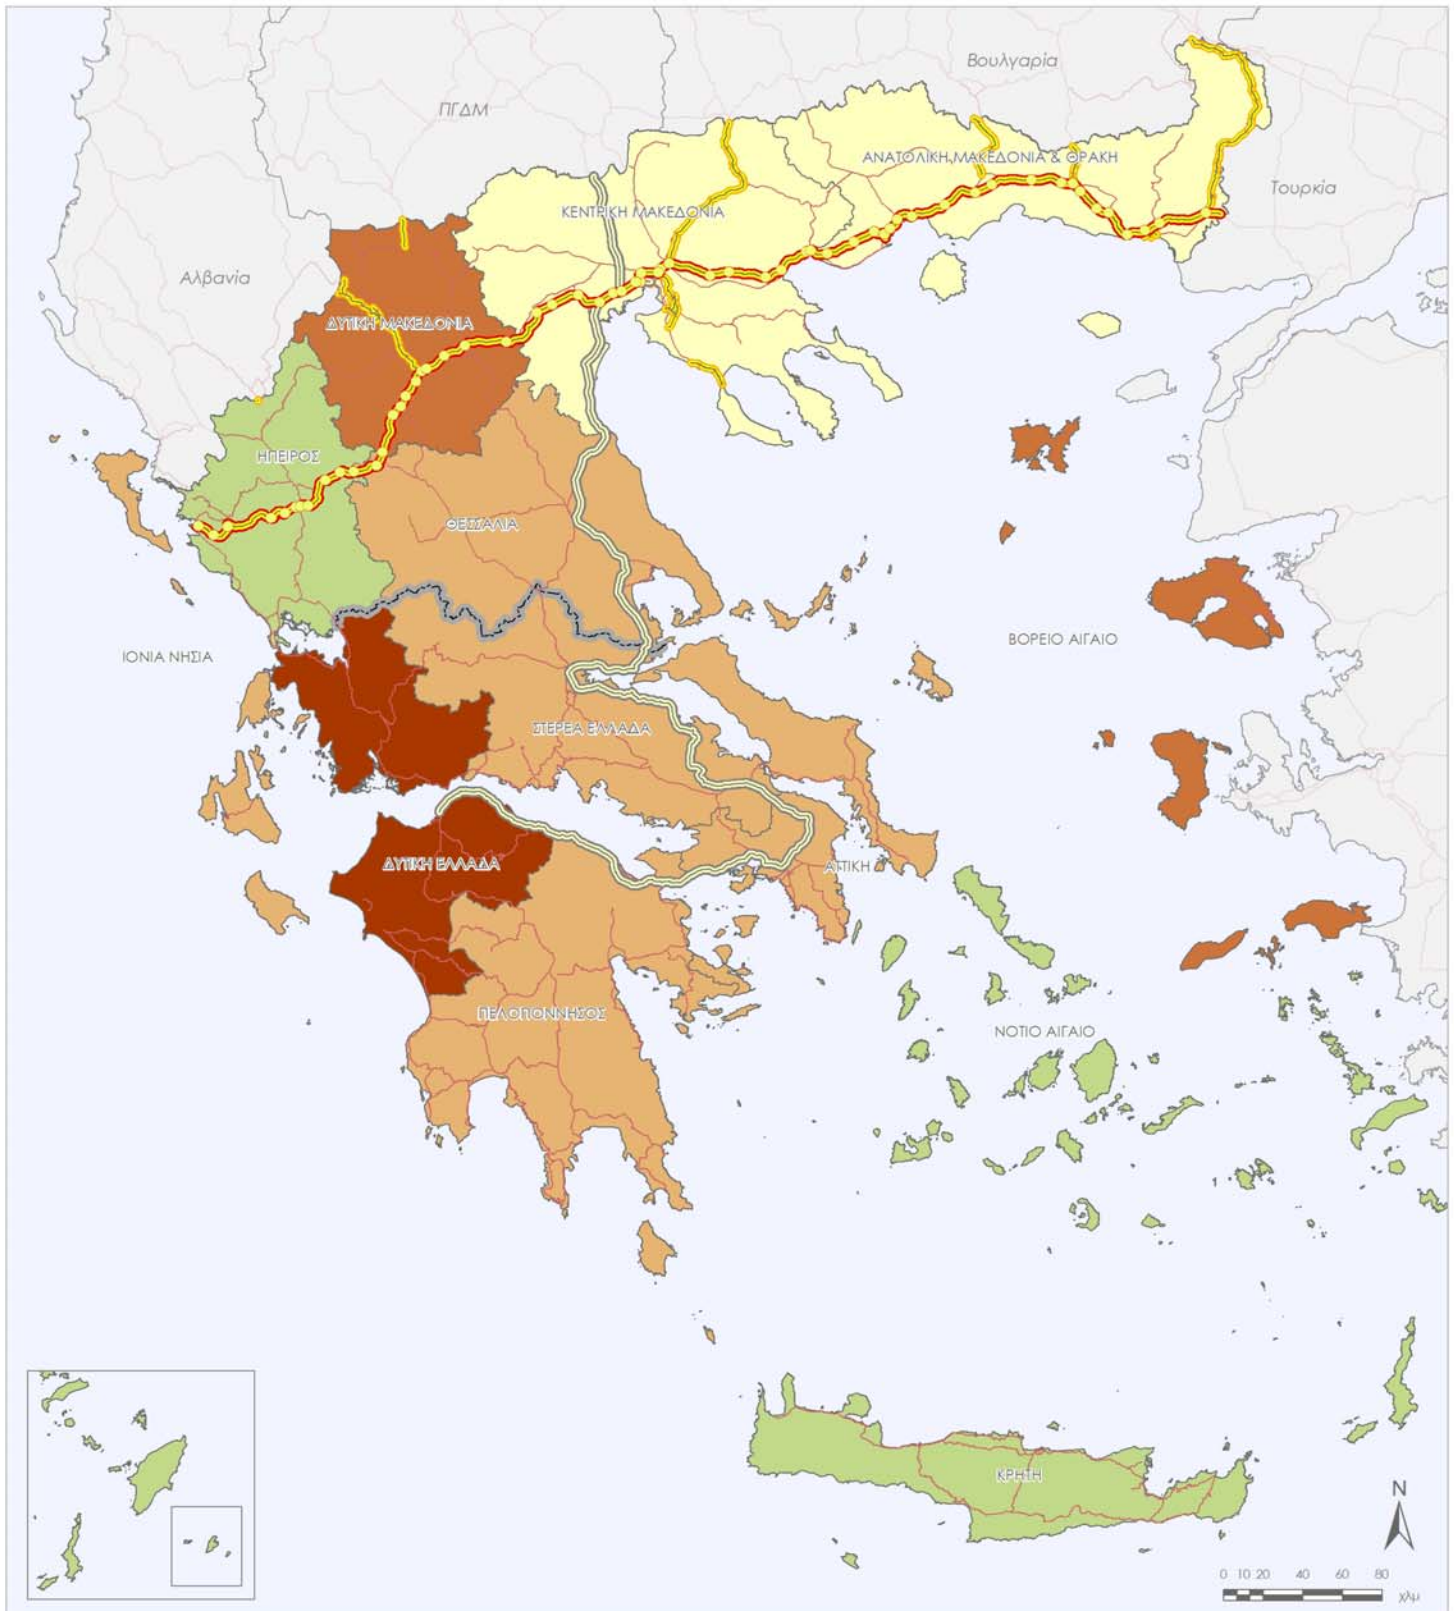 Βουλγαρία
ΠΓΔΜ
ΑΝΑΤΟΛΙΚΗ ΜΑΚΕΔΟΝΙΑ & ΘΡΑΚΗ
Τουρκία
ΚΕΝΤΡΙΚΗ ΜΑΚΕΔΟΝΙΑ
Αλβανία
ΔΥΤΙΚΗ ΜΑΚΕΔΟΝΙΑ
ΗΠΕΙΡΟΣ
ΘΕΣΣΑΛΙΑ
ΒΟΡΕΙΟ ΑΙΓΑΙΟ
ΙΟΝΙΑ ΝΗΣΙΑ
ΣΤΕΡΕΑ ΕΛΛΑΔΑ
ΔΥΤΙΚΗ ΕΛΛΑΔΑ
ΑΤΤΙΚΗ
ΠΕΛΟΠΟΝΝΗΣΟΣ
ΝΟΤΙΟ ΑΙΓΑΙΟ
ΚΡΗΤΗ
N
0 10 20 40 60 80
χλμ